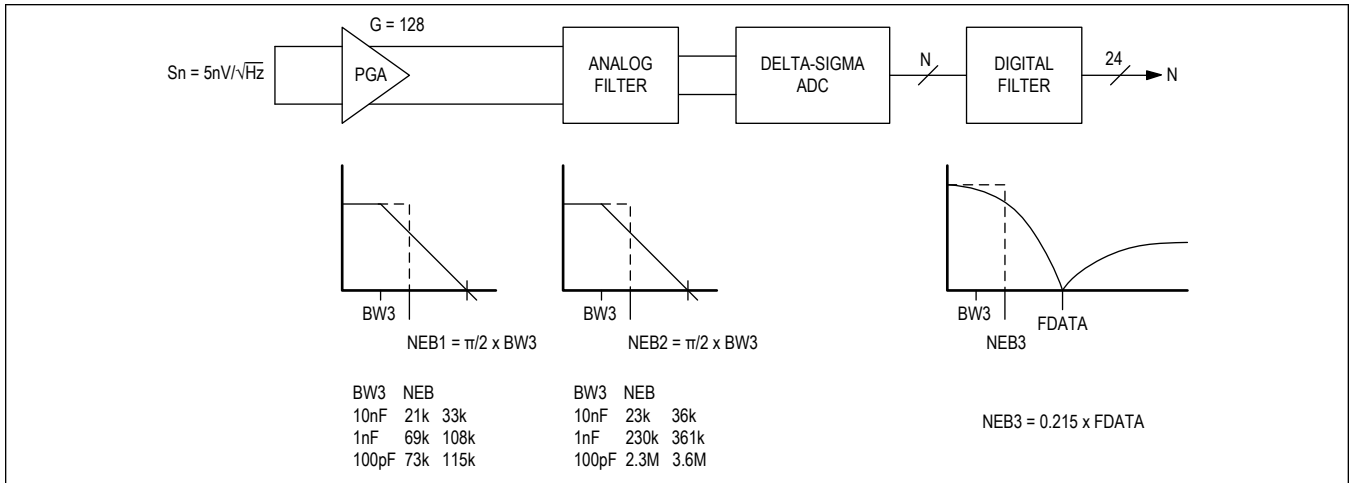 G = 128
Sn = 5nV/√Hz
PGA
ANALOG
FILTER
DELTA-SIGMA
ADC
N
DIGITAL
FILTER
24
N
BW3
NEB1 = π/2 x BW3
BW3
NEB2 = π/2 x BW3
BW3
NEB3
FDATA
BW3 NEB
10nF 21k 33k
1nF 69k 108k
100pF 73k 115k
BW3 NEB
10nF 23k 36k
1nF 230k 361k
100pF 2.3M 3.6M
NEB3 = 0.215 x FDATA